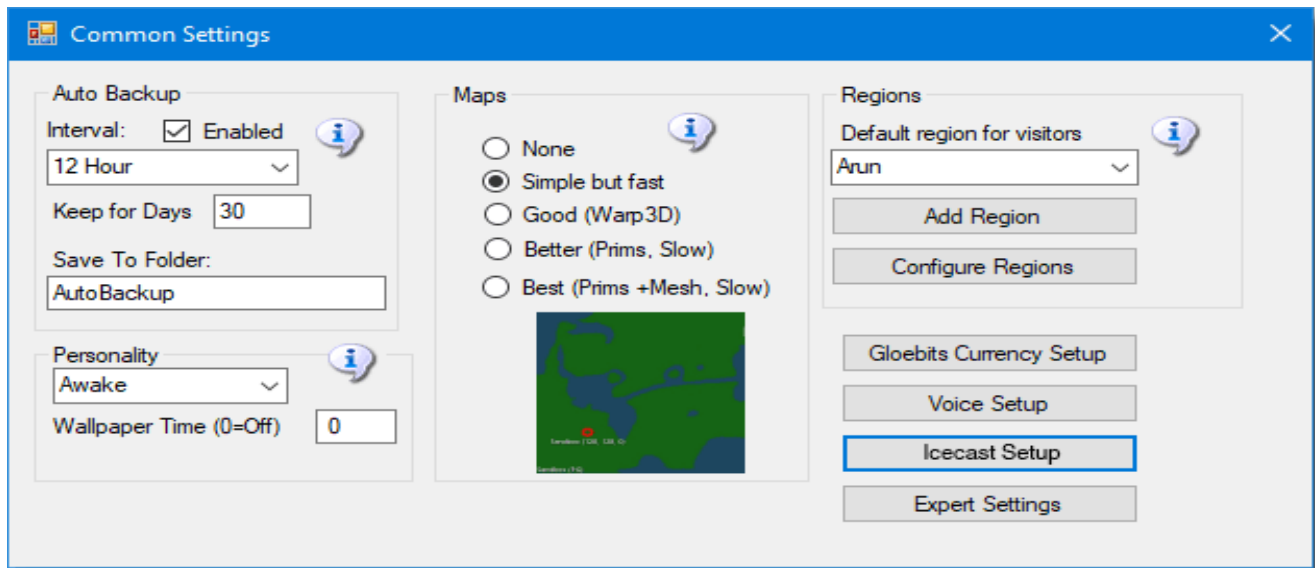 Common Settings
Auto Backup
Interval:
Enabled
12 Hour
Keep for Days
30
Save To Folder:
AutoBackup
Personality
Awake
Wallpaper Time (0=Off)
0
Maps
None
Simple but fast
Good (Warp3D)
Better (Prims, Slow)
Best (Prims +Mesh, Slow)
Regions
Default region for visitors
Arun
Add Region
Configure Regions
Gloebits Currency Setup
Voice Setup
Icecast Setup
Expert Settings